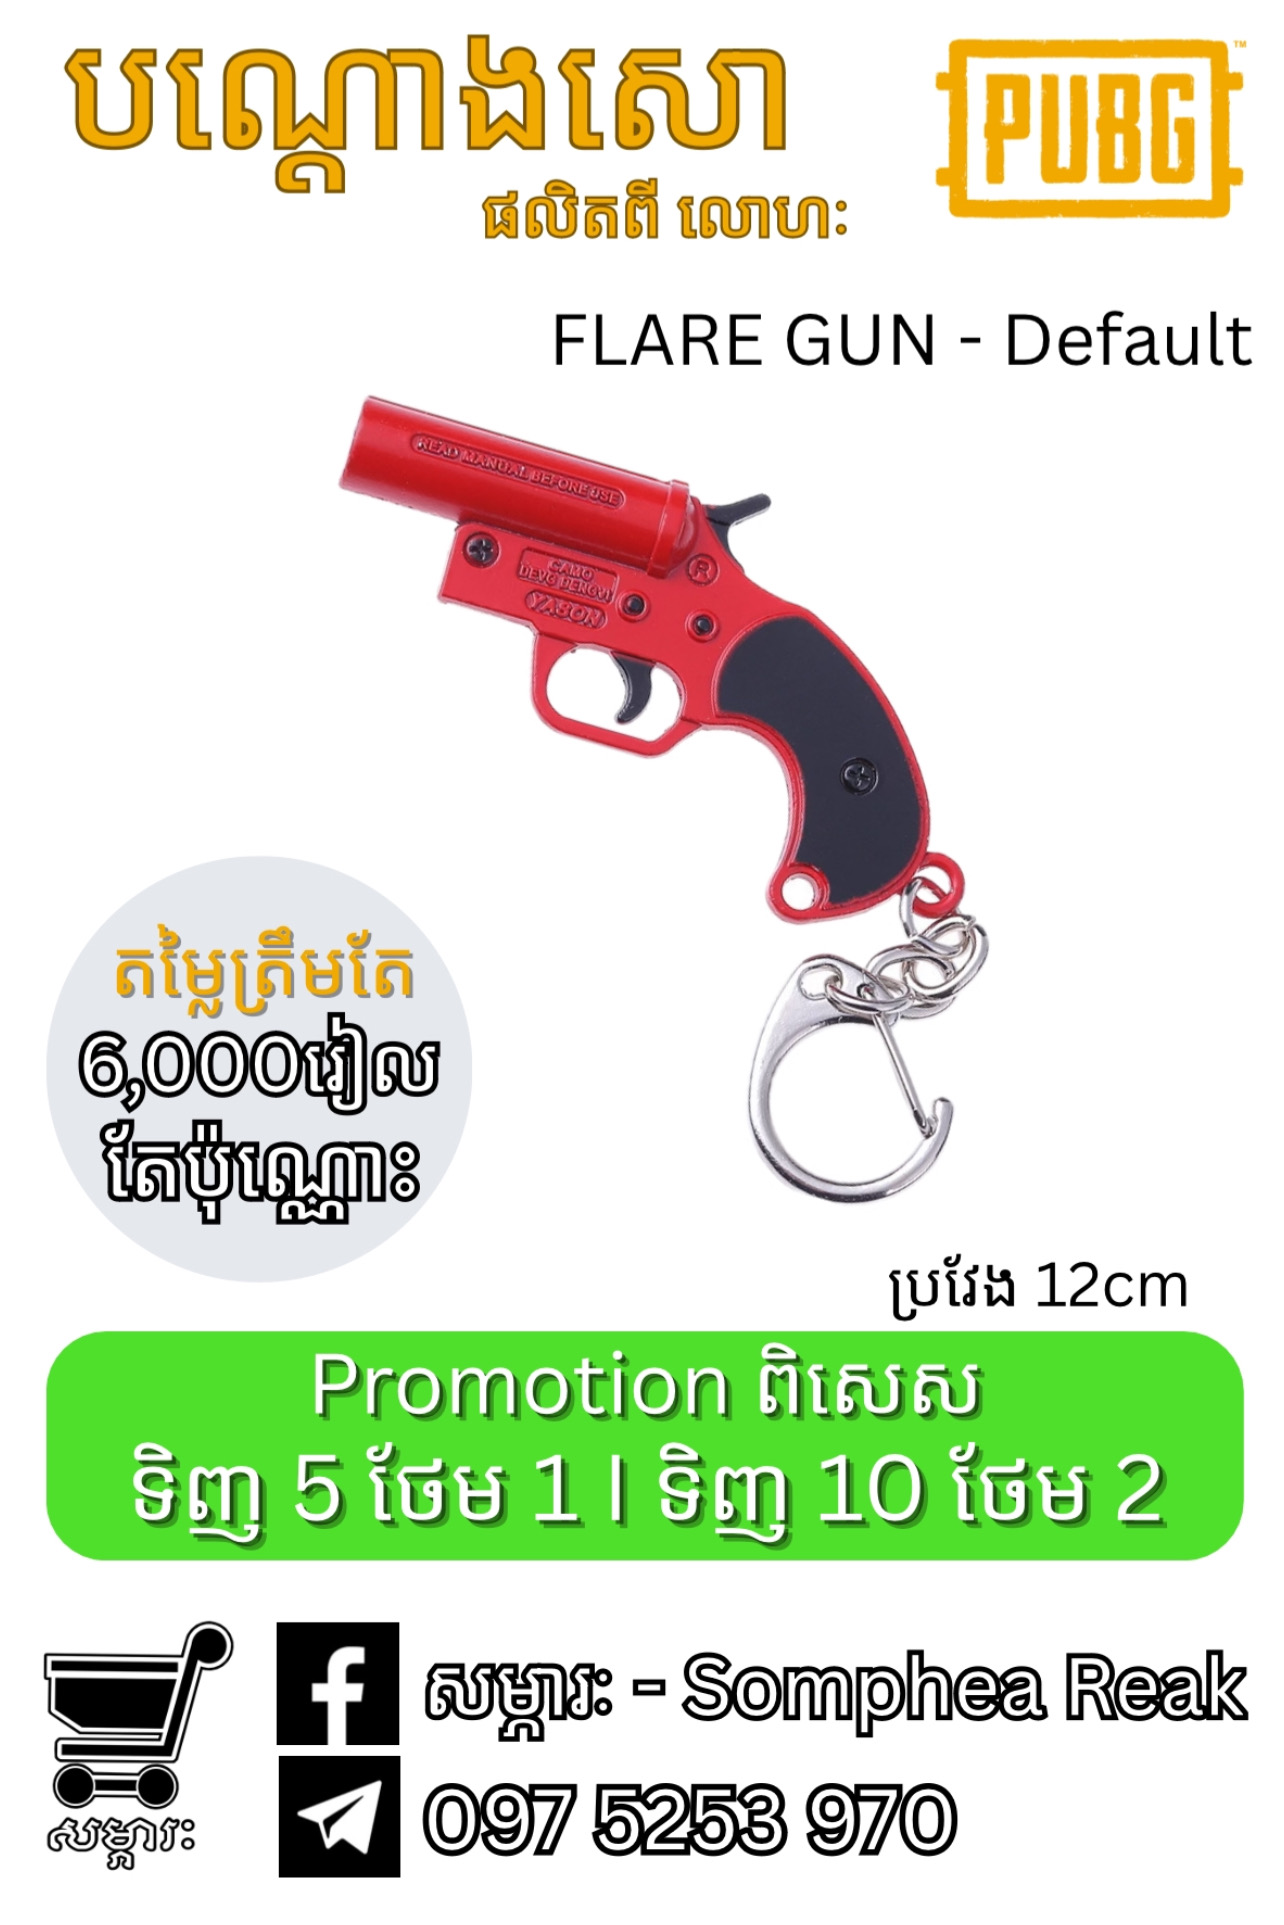 បណ្តោងសោ
PUBG
™
ផលិតពី លោហៈ
FLARE GUN - Default
READ MANUAL BEFORE USE
R
YASON
តម្លៃត្រឹមតែ
6,000រៀល
តែប៉ុណ្ណោះ
ប្រវែង 12cm
Promotion ពិសេស
ទិញ 5 ថែម 1 | ទិញ 10 ថែម 2
សម្ភារៈ - Somphea Reak
097 5253 970
សម្ភារៈ